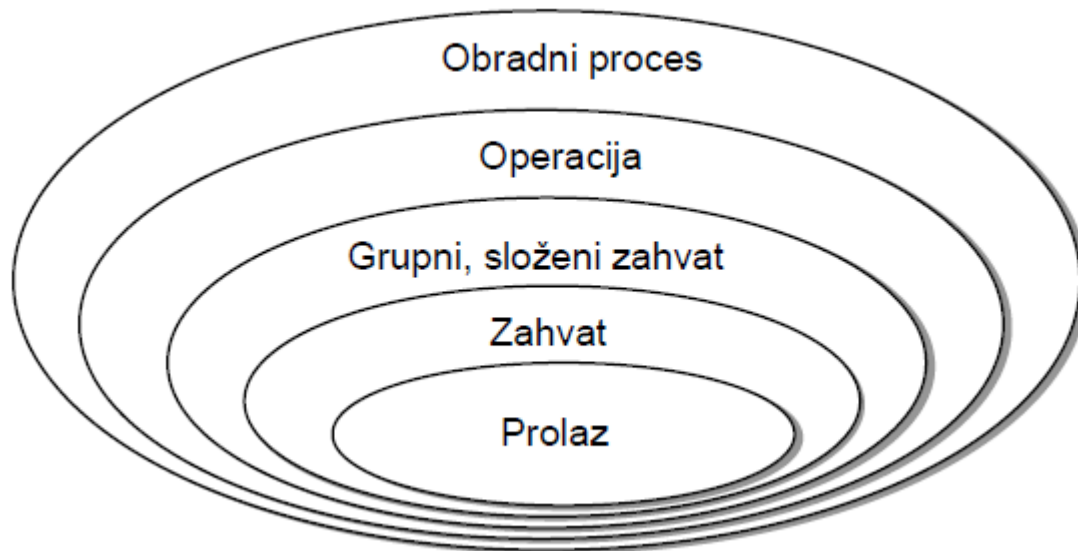 Obradni proces
Operacija
Grupni, složeni zahvat
Zahvat
Prolaz